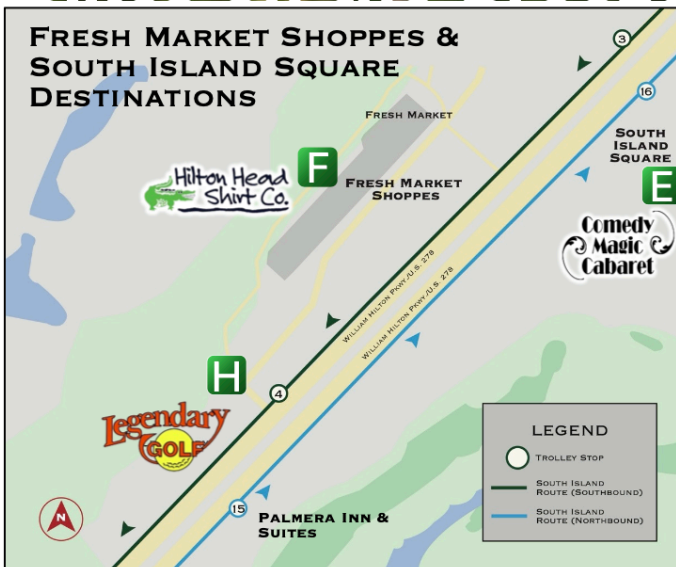 FRESH MARKET SHOPPES &
SOUTH ISLAND SQUARE
DESTINATIONS
3
16
FRESH MARKET
SOUTH
ISLAND
SQUARE
F
Hilton Head
Shirt Co.
FRESH MARKET
SHOPPES
E
Comedy
Magic
Cabaret
WILLIAM HILTON PKWY./U.S. 278
WILLIAM HILTON PKWY./U.S. 278
H
4
Legendary
GOLF
LEGEND
TROLLEY STOP
SOUTH ISLAND
ROUTE (SOUTHBOUND)
SOUTH ISLAND
ROUTE (NORTHBOUND)
15
PALMERA INN &
SUITES
N